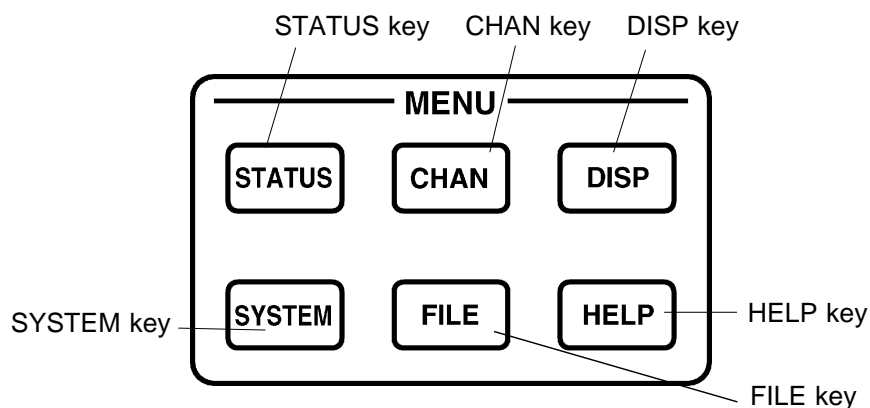 STATUS key CHAN key DISP key
MENU
STATUS CHAN DISP
SYSTEM FILE HELP
SYSTEM key HELP key
FILE key